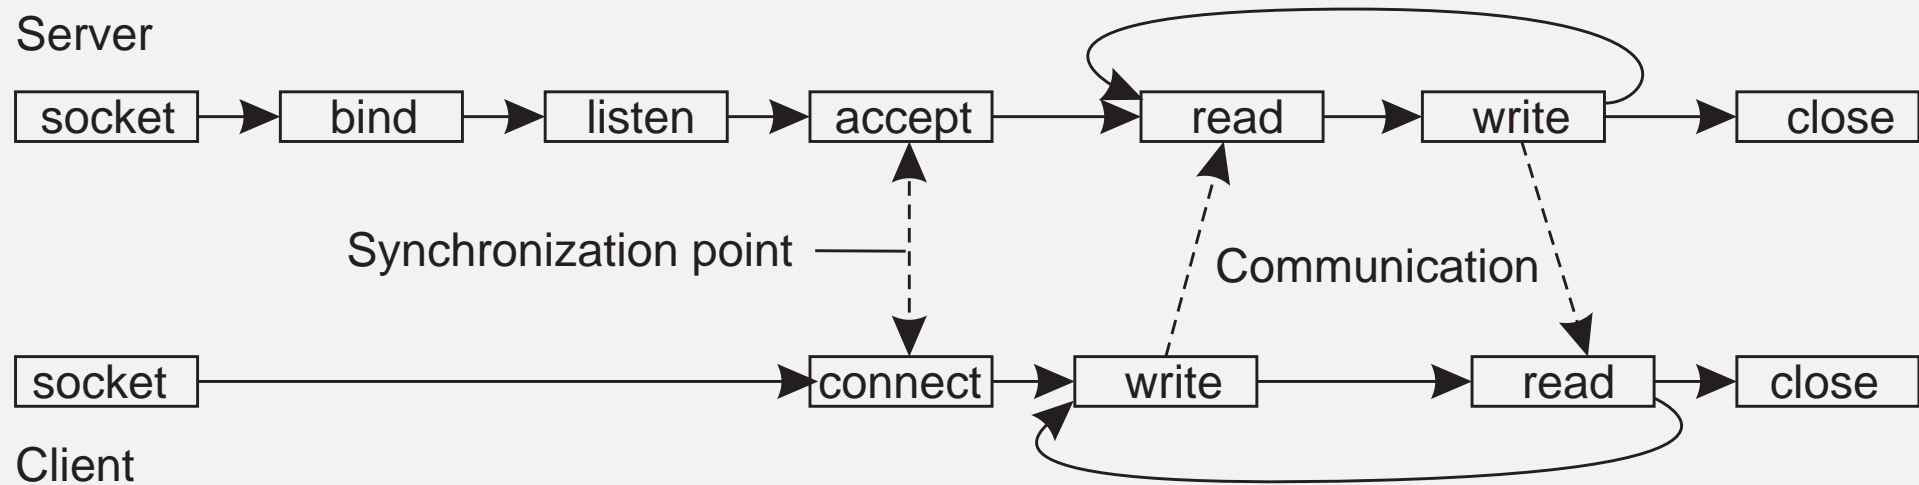 Server
socket bind listen accept read write close
Synchronization point
Communication
socket connect write read close
Client